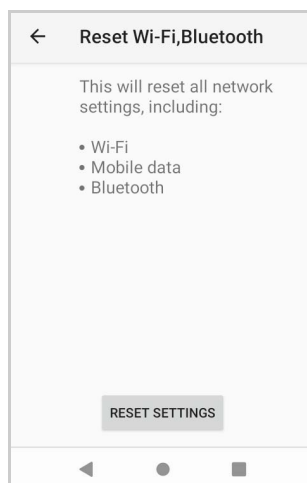 Reset Wi-Fi,Bluetooth
This will reset all network
settings, including:
• Wi-Fi
• Mobile data
• Bluetooth
RESET SETTINGS